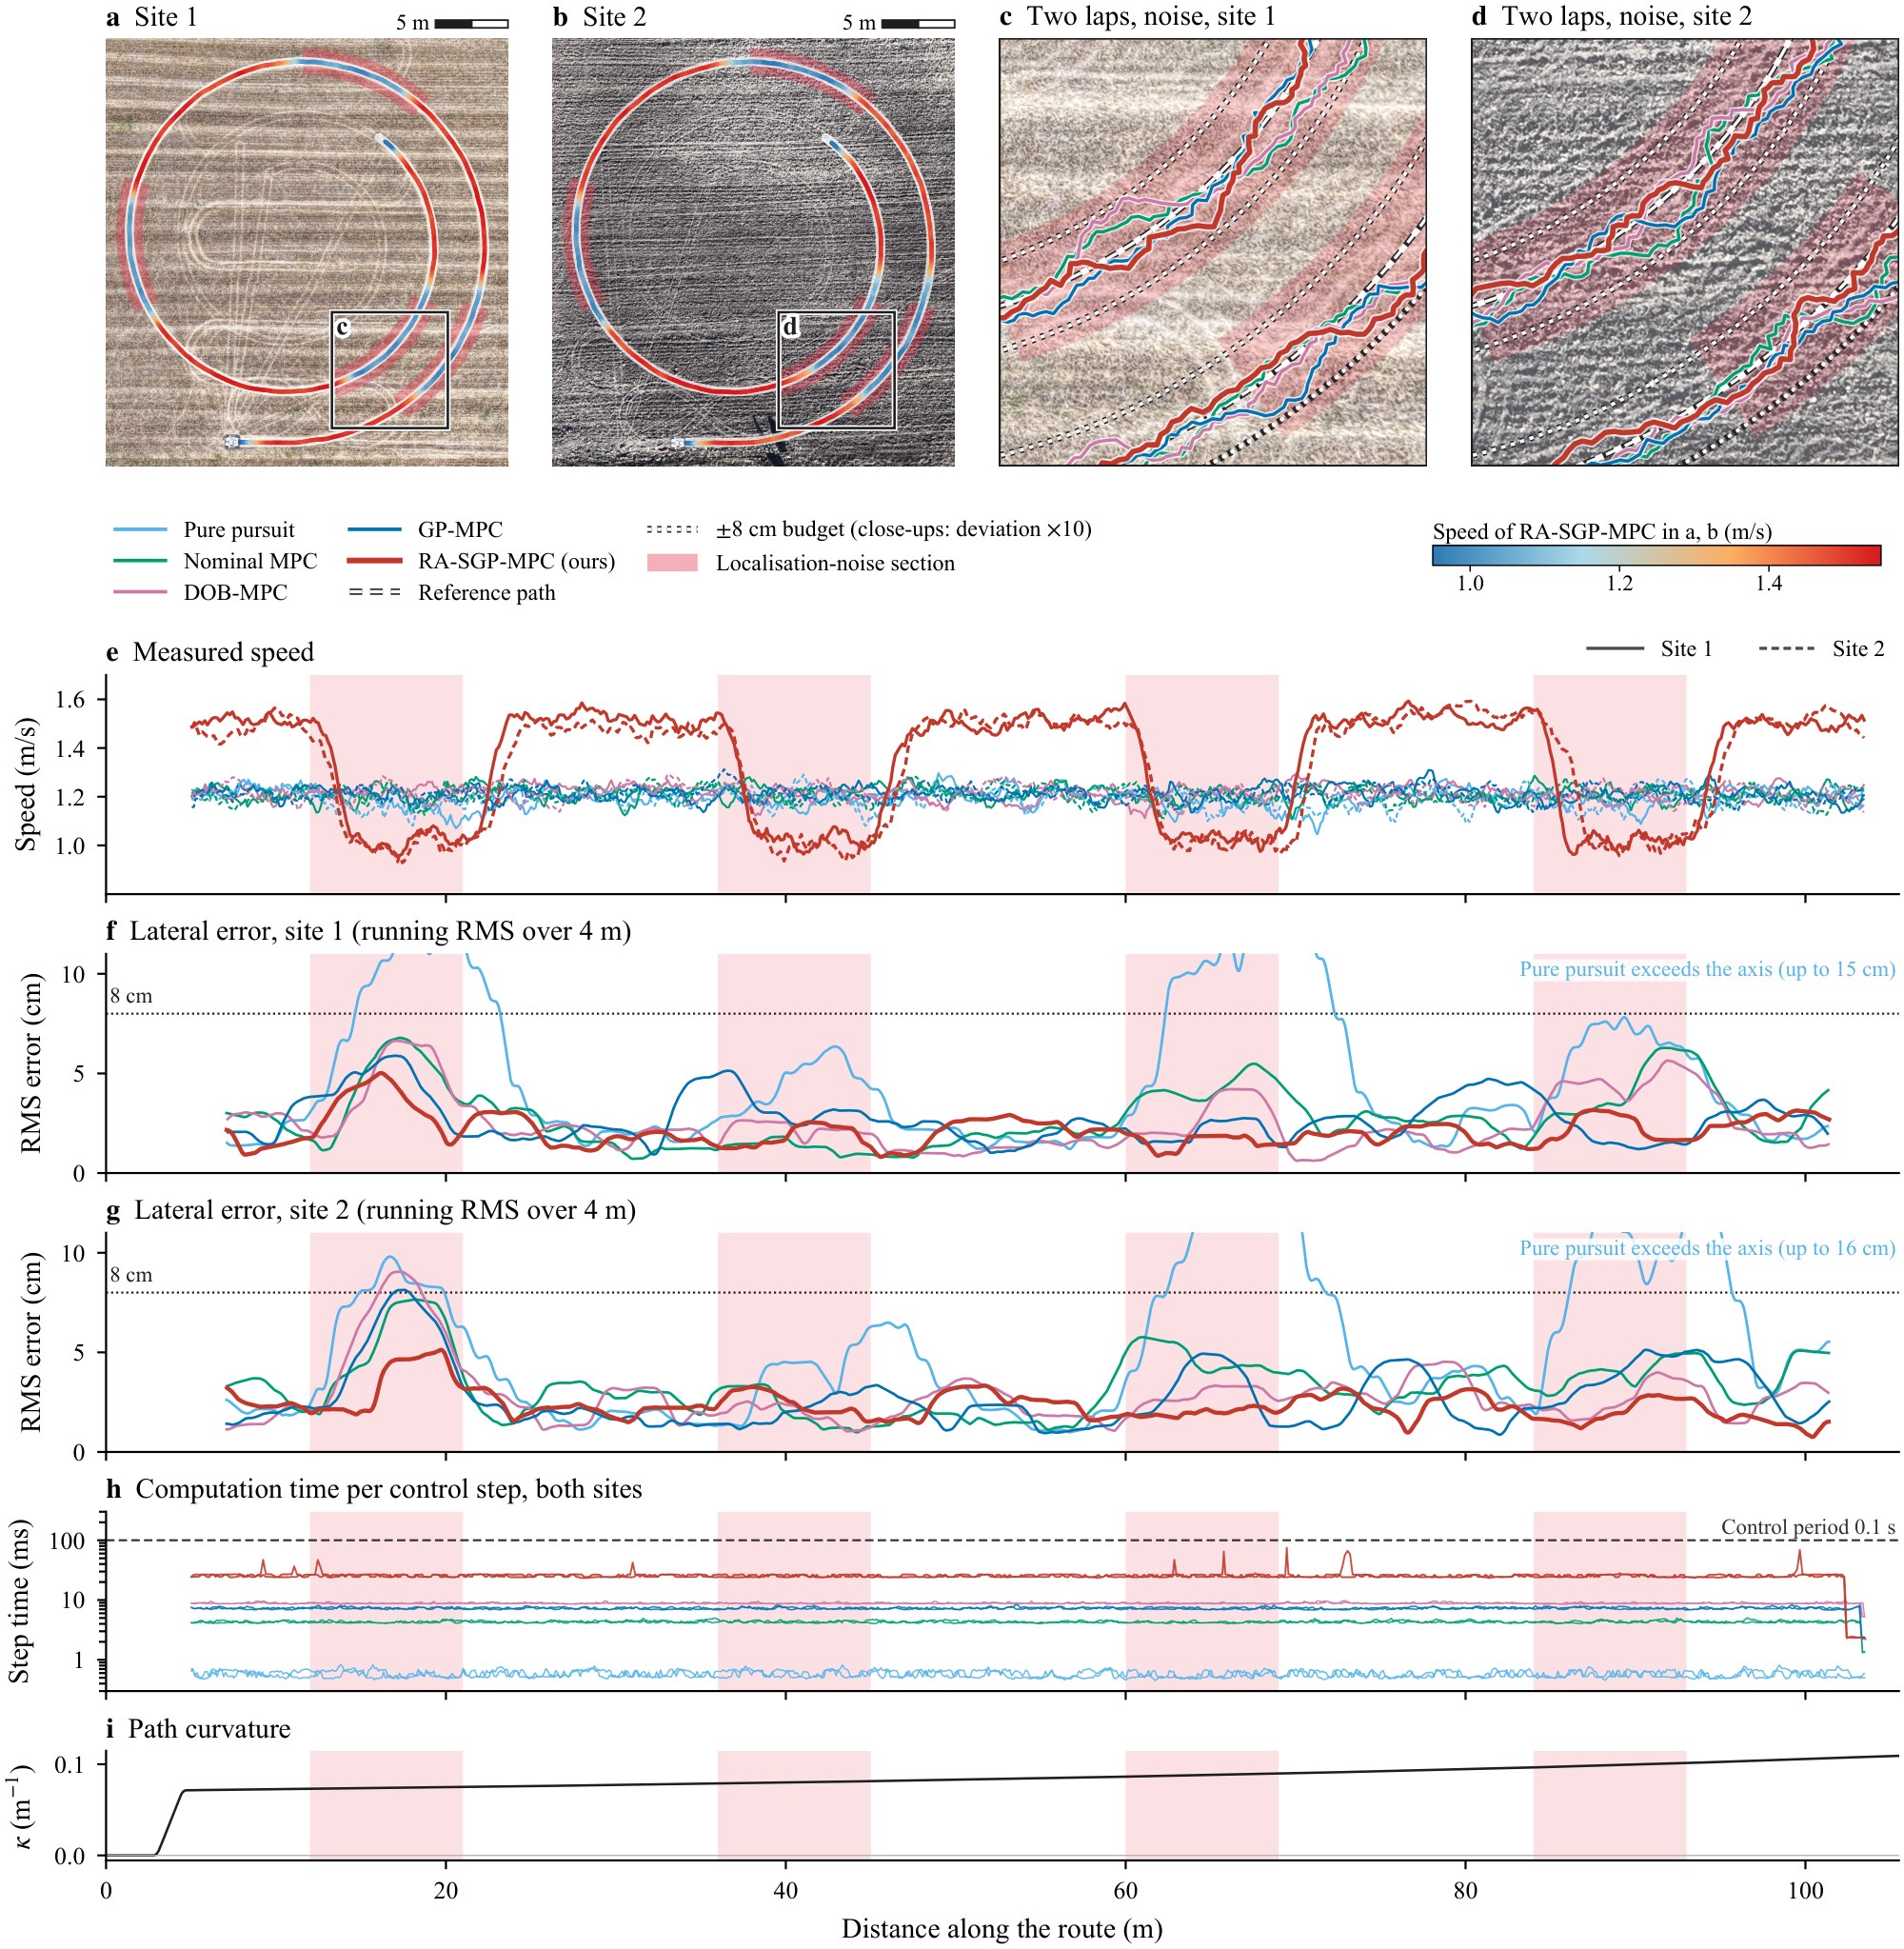 a Site 1
5 m
b Site 2
5 m
c Two laps, noise, site 1
d Two laps, noise, site 2
c
d
Pure pursuit
Nominal MPC
DOB-MPC
GP-MPC
RA-SGP-MPC (ours)
Reference path
±8 cm budget (close-ups: deviation ×10)
Localisation-noise section
Speed of RA-SGP-MPC in a, b (m/s)
1.0 1.2 1.4
e Measured speed
Site 1 Site 2
Speed (m/s)
1.6
1.4
1.2
1.0
f Lateral error, site 1 (running RMS over 4 m)
RMS error (cm)
10
5
0
8 cm
Pure pursuit exceeds the axis (up to 15 cm)
g Lateral error, site 2 (running RMS over 4 m)
RMS error (cm)
10
5
0
8 cm
Pure pursuit exceeds the axis (up to 16 cm)
h Computation time per control step, both sites
Step time (ms)
100
10
1
Control period 0.1 s
i Path curvature
κ (m⁻¹)
0.1
0.0
0 20 40 60 80 100
Distance along the route (m)